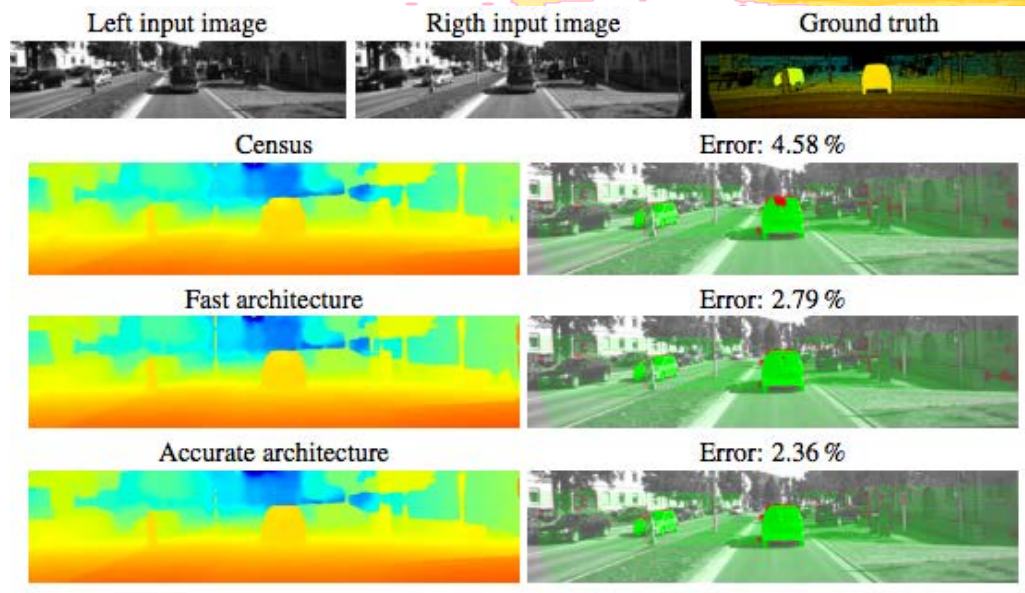 Left input image
Rigth input image
Ground truth
Census
Error: 4.58 %
Fast architecture
Error: 2.79 %
Accurate architecture
Error: 2.36 %